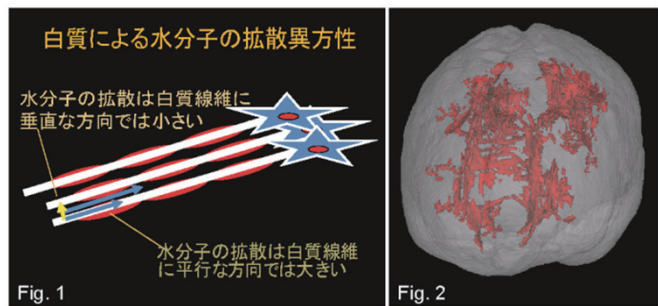 白質による水分子の拡散異方性
水分子の拡散は白質線維に
垂直な方向では小さい
水分子の拡散は白質線維
に平行な方向では大きい
Fig. 1
Fig. 2